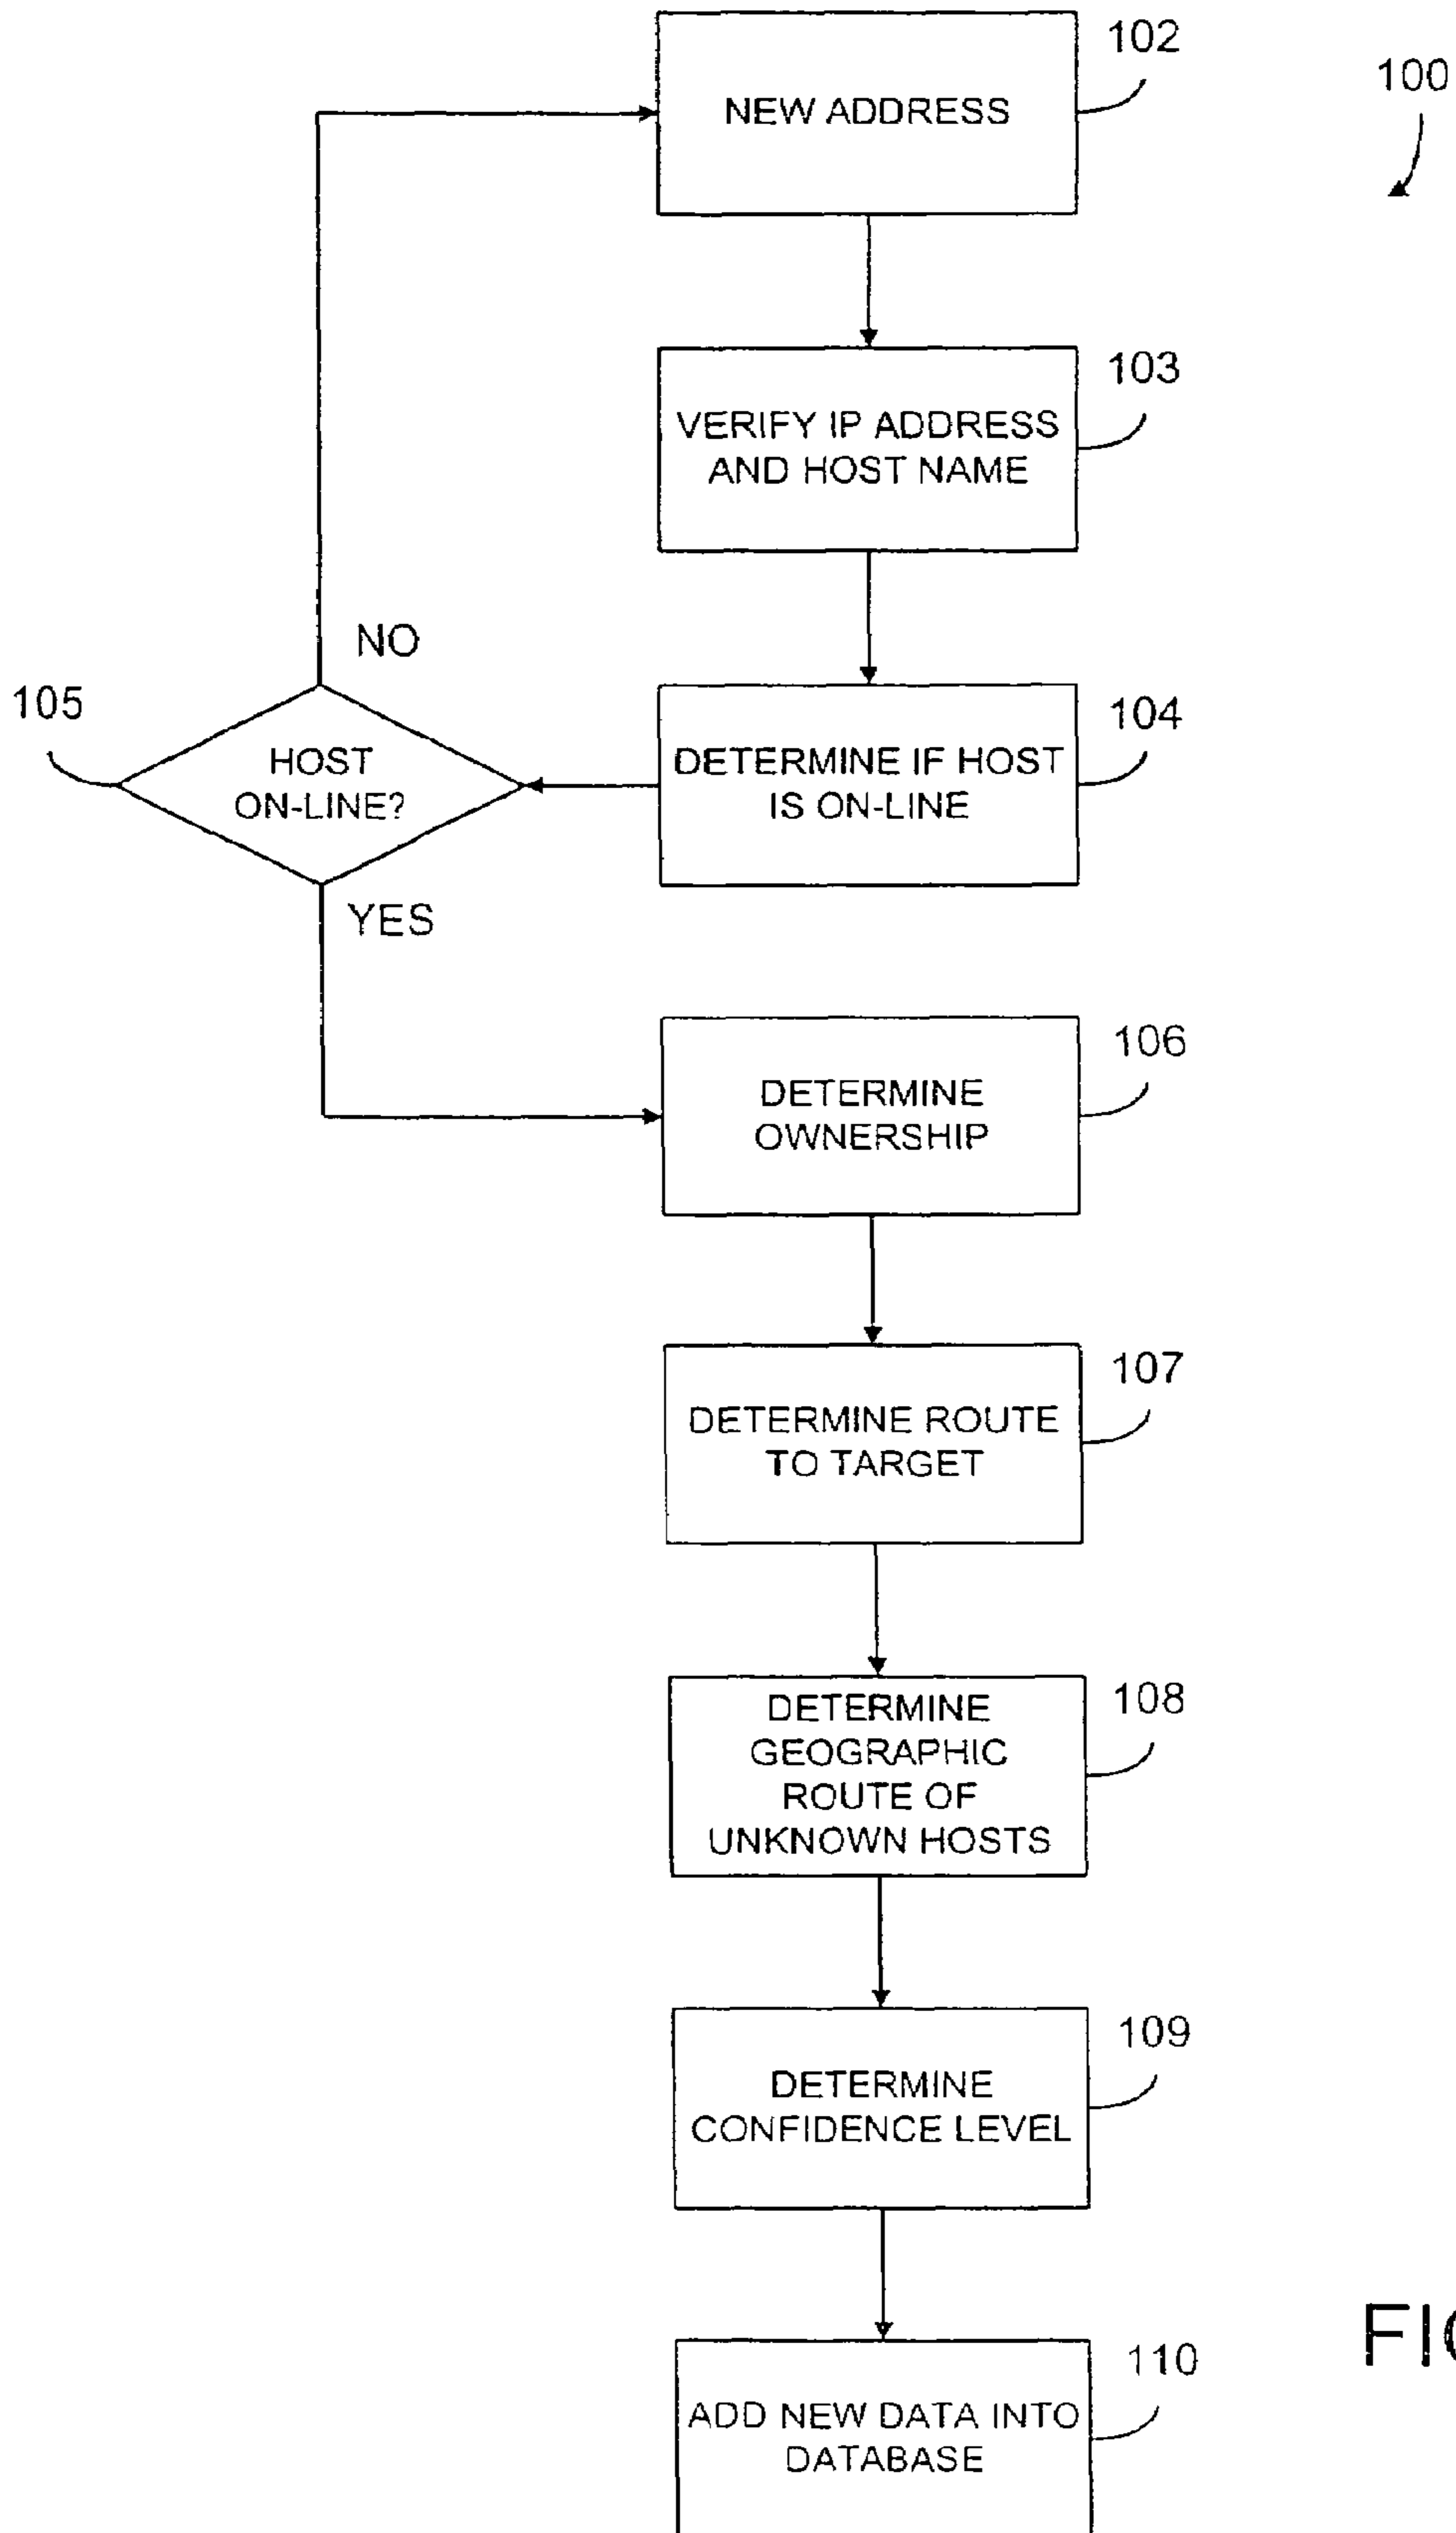 102
100
NEW ADDRESS
103
VERIFY IP ADDRESS
AND HOST NAME
NO
105
104
HOST
ON-LINE?
DETERMINE IF HOST
IS ON-LINE
YES
106
DETERMINE
OWNERSHIP
107
DETERMINE ROUTE
TO TARGET
108
DETERMINE
GEOGRAPHIC
ROUTE OF
UNKNOWN HOSTS
109
DETERMINE
CONFIDENCE LEVEL
110
ADD NEW DATA INTO
DATABASE